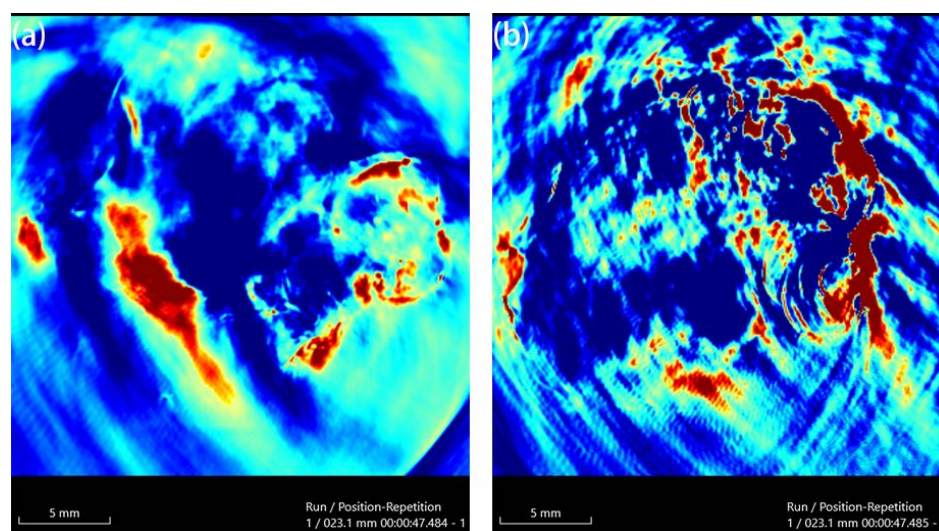 (a)
5 mm
Run / Position-Repetition
1 / 023.1 mm 00:00:47.484 - 1
(b)
5 mm
Run / Position-Repetition
1 / 023.1 mm 00:00:47.485 -